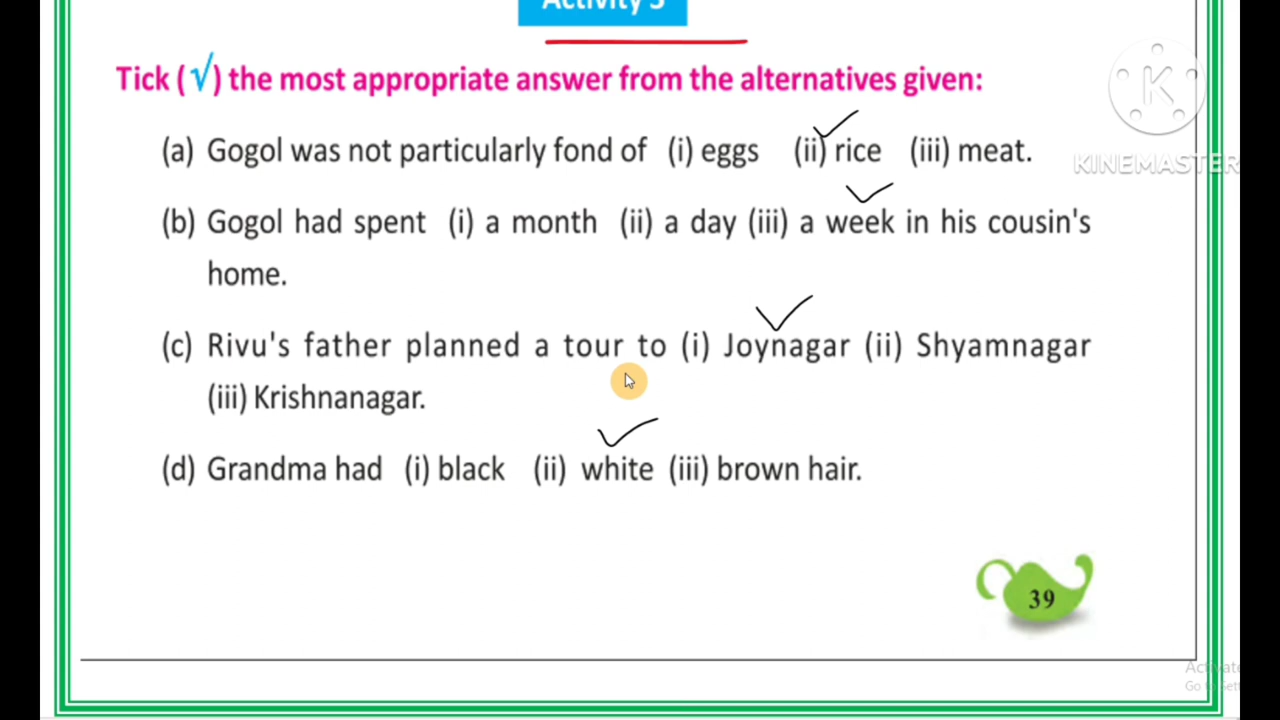 Activity 3
Tick (√) the most appropriate answer from the alternatives given:
(a) Gogol was not particularly fond of (i) eggs (ii) rice (iii) meat.
(b) Gogol had spent (i) a month (ii) a day (iii) a week in his cousin's
home.
(c) Rivu's father planned a tour to (i) Joynagar (ii) Shyamnagar
(iii) Krishnanagar.
(d) Grandma had (i) black (ii) white (iii) brown hair.
39
K
KINEMASTER